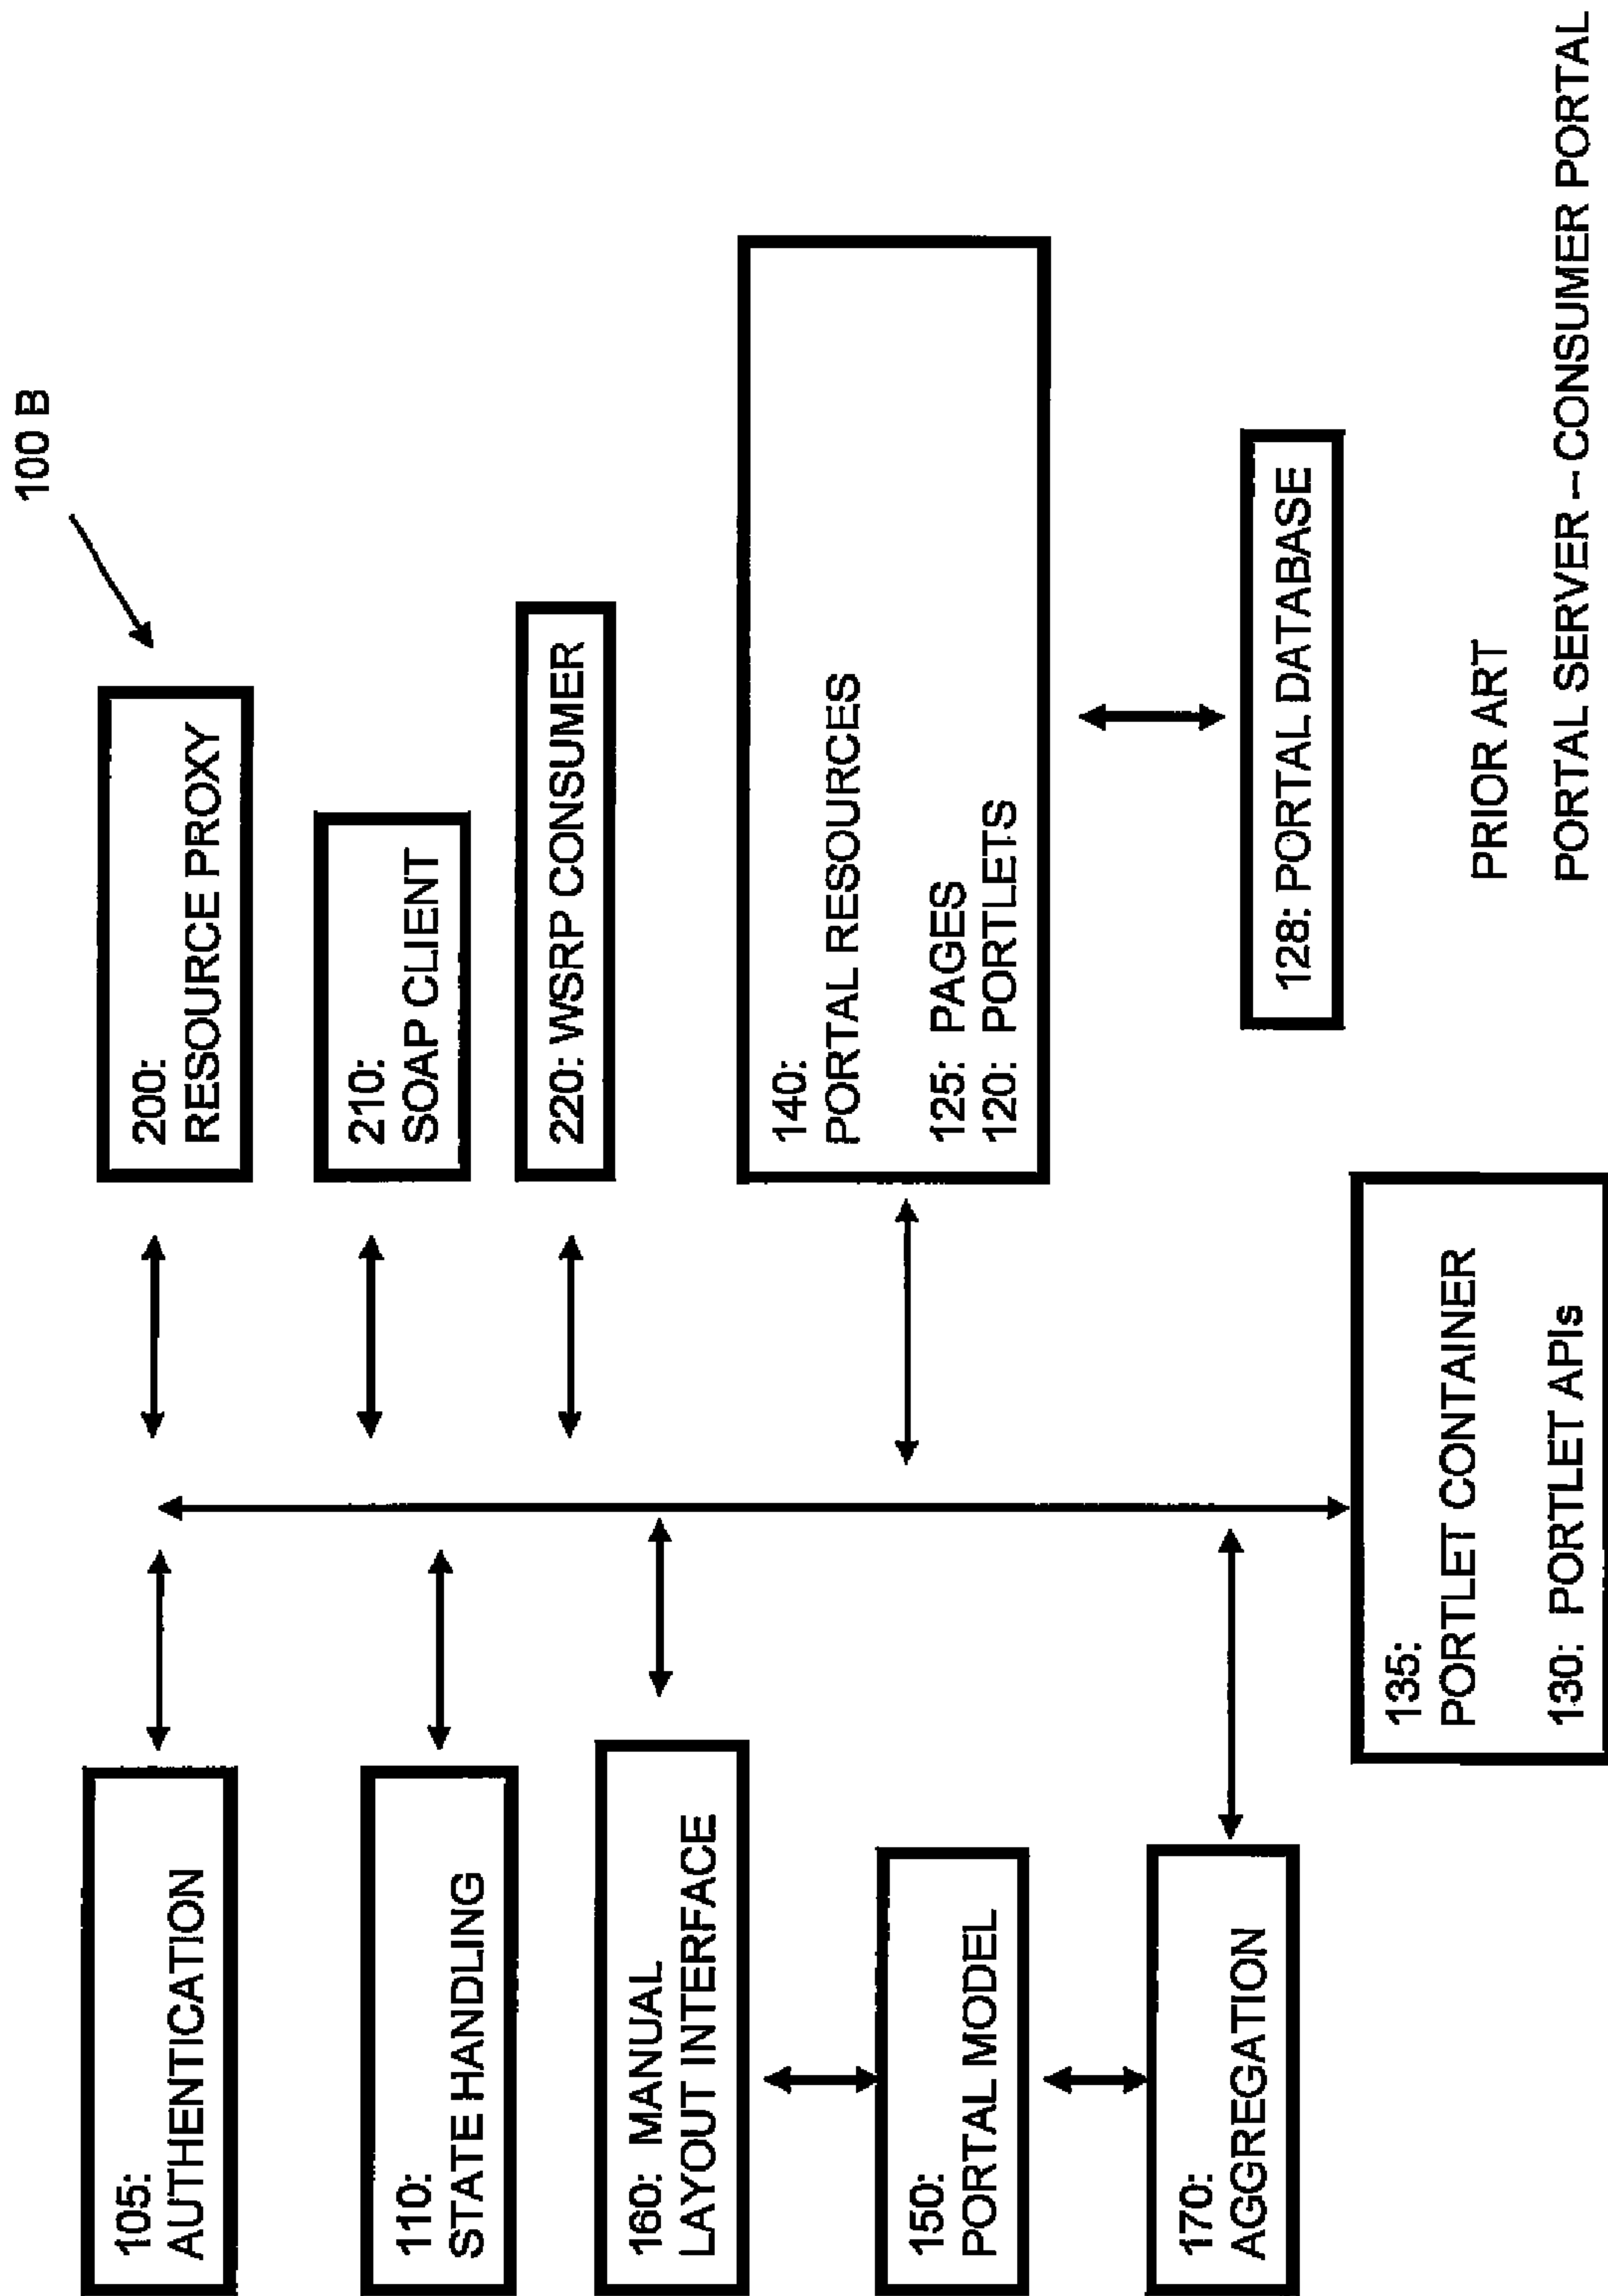 100 B
105:
AUTHENTICATION
200:
RESOURCE PROXY
110:
STATE HANDLING
210:
SOAP CLIENT
160: MANUAL
LAYOUT INTERFACE
220: WSRP CONSUMER
150:
PORTAL MODEL
140:
PORTAL RESOURCES
125: PAGES
120: PORTLETS
170:
AGGREGATION
128: PORTAL DATABASE
135:
PORTLET CONTAINER
130: PORTLET APIs
PRIOR ART
PORTAL SERVER -- CONSUMER PORTAL